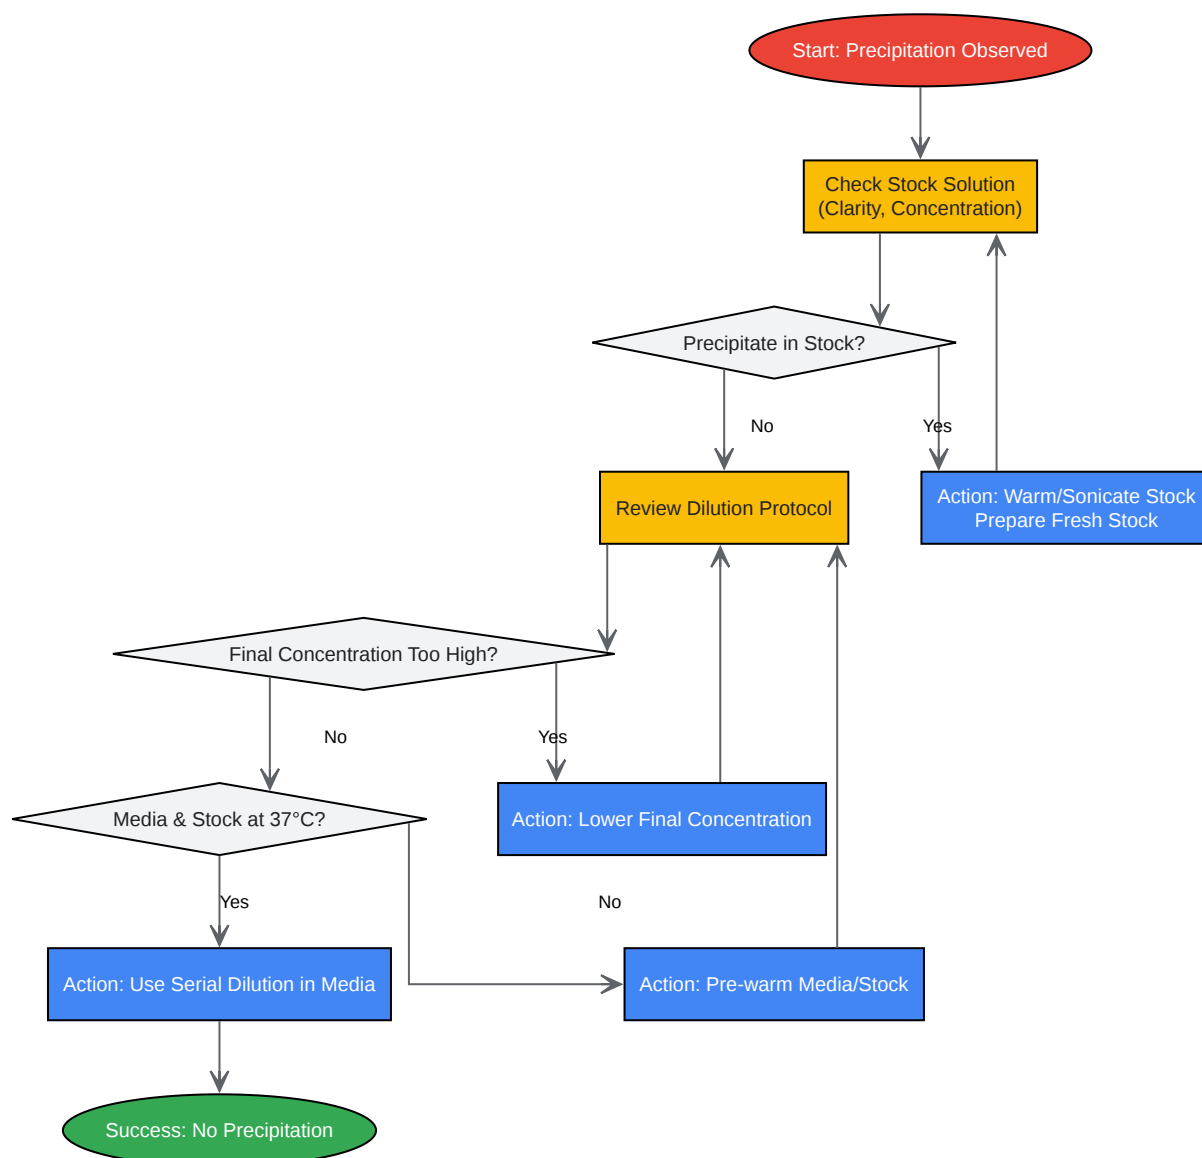 Start: Precipitation Observed
Check Stock Solution
(Clarity, Concentration)
Precipitate in Stock?
No
Yes
Review Dilution Protocol
Action: Warm/Sonicate Stock
Prepare Fresh Stock
Final Concentration Too High?
No
Yes
Media & Stock at 37°C?
Action: Lower Final Concentration
Yes
No
Action: Use Serial Dilution in Media
Action: Pre-warm Media/Stock
Success: No Precipitation